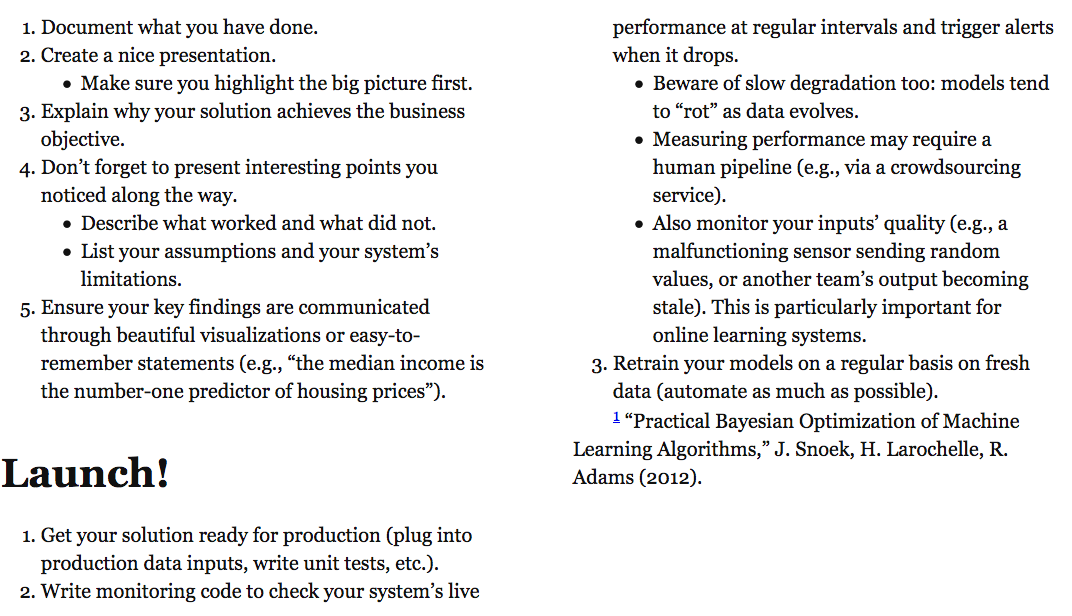 1. Document what you have done.
2. Create a nice presentation.
• Make sure you highlight the big picture first.
3. Explain why your solution achieves the business
objective.
4. Don’t forget to present interesting points you
noticed along the way.
• Describe what worked and what did not.
• List your assumptions and your system’s
limitations.
5. Ensure your key findings are communicated
through beautiful visualizations or easy-to-
remember statements (e.g., “the median income is
the number-one predictor of housing prices”).
Launch!
1. Get your solution ready for production (plug into
production data inputs, write unit tests, etc.).
2. Write monitoring code to check your system’s live
performance at regular intervals and trigger alerts
when it drops.
• Beware of slow degradation too: models tend
to “rot” as data evolves.
• Measuring performance may require a
human pipeline (e.g., via a crowdsourcing
service).
• Also monitor your inputs’ quality (e.g., a
malfunctioning sensor sending random
values, or another team’s output becoming
stale). This is particularly important for
online learning systems.
3. Retrain your models on a regular basis on fresh
data (automate as much as possible).
1 “Practical Bayesian Optimization of Machine
Learning Algorithms,” J. Snoek, H. Larochelle, R.
Adams (2012).